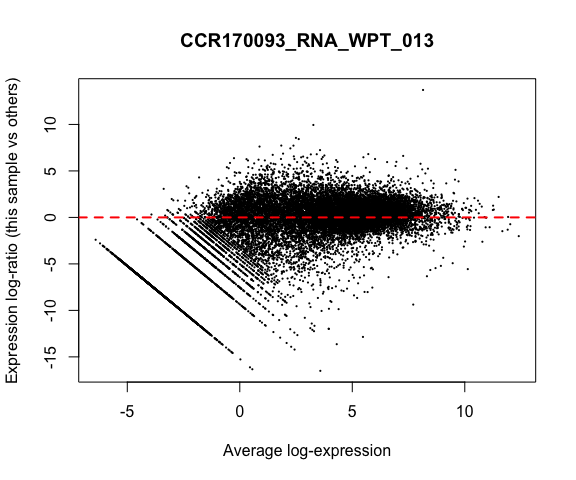 CCR170093_RNA_WPT_013
Expression log-ratio (this sample vs others)
10
5
0
-5
-10
-15
-5 0 5 10
Average log-expression